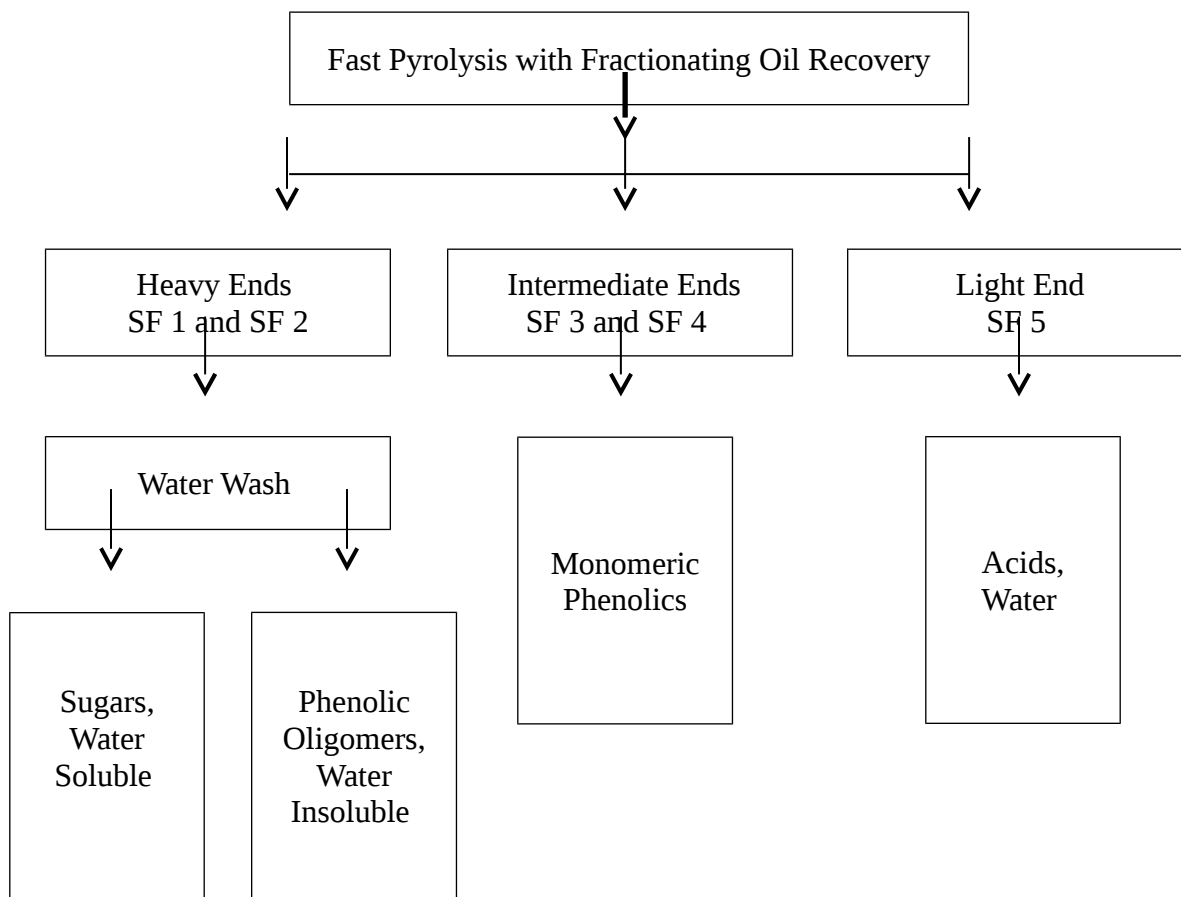 Fast Pyrolysis with Fractionating Oil Recovery
Heavy Ends
SF 1 and SF 2
Intermediate Ends
SF 3 and SF 4
Light End
SF 5
Water Wash
Monomeric
Phenolics
Acids,
Water
Sugars,
Water
Soluble
Phenolic
Oligomers,
Water
Insoluble